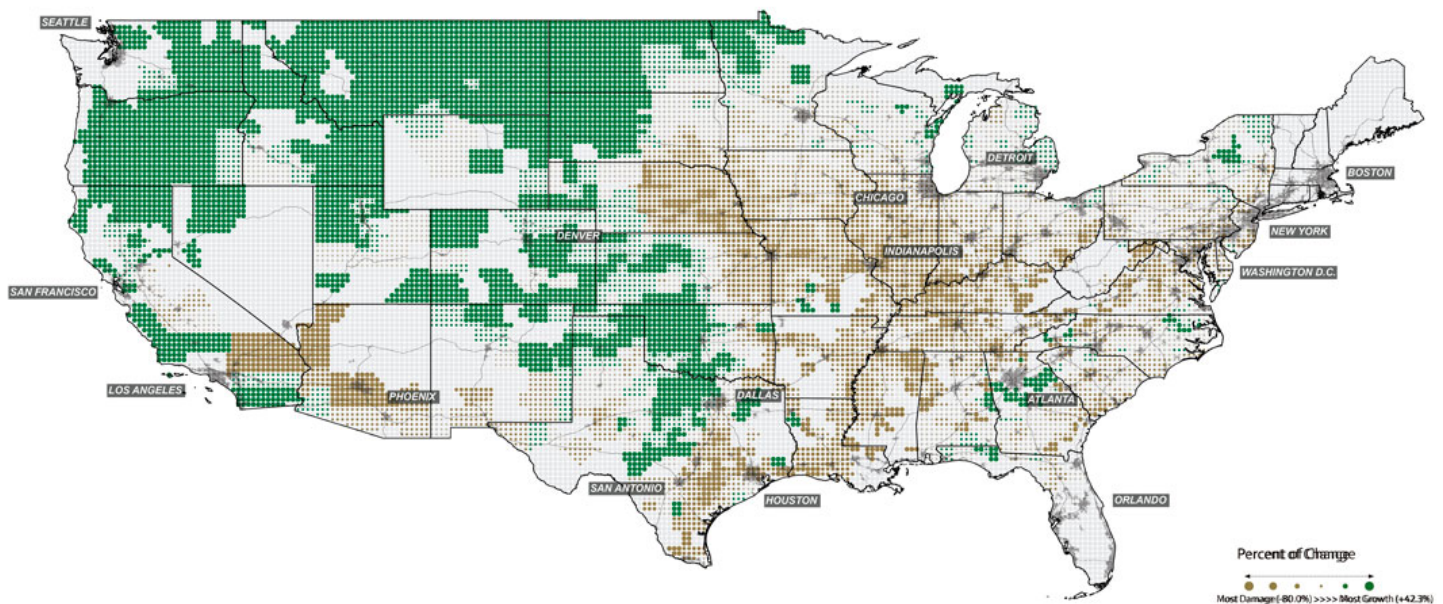 SEATTLE
DETROIT
BOSTON
CHICAGO
NEW YORK
DENVER
INDIANAPOLIS
WASHINGTON D.C.
SAN FRANCISCO
LOS ANGELES
PHOENIX
DALLAS
ATLANTA
SAN ANTONIO
HOUSTON
ORLANDO
Percent of Change
Most Damage (-80.0%) >>>> Most Growth (+42.3%)